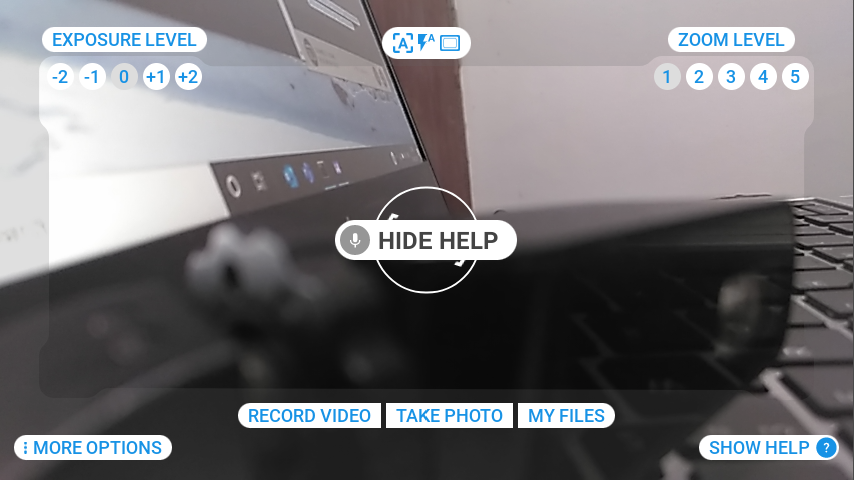 EXPOSURE LEVEL
A A
ZOOM LEVEL
-2 -1 0 +1 +2
1 2 3 4 5
HIDE HELP
RECORD VIDEO TAKE PHOTO MY FILES
MORE OPTIONS
SHOW HELP ?